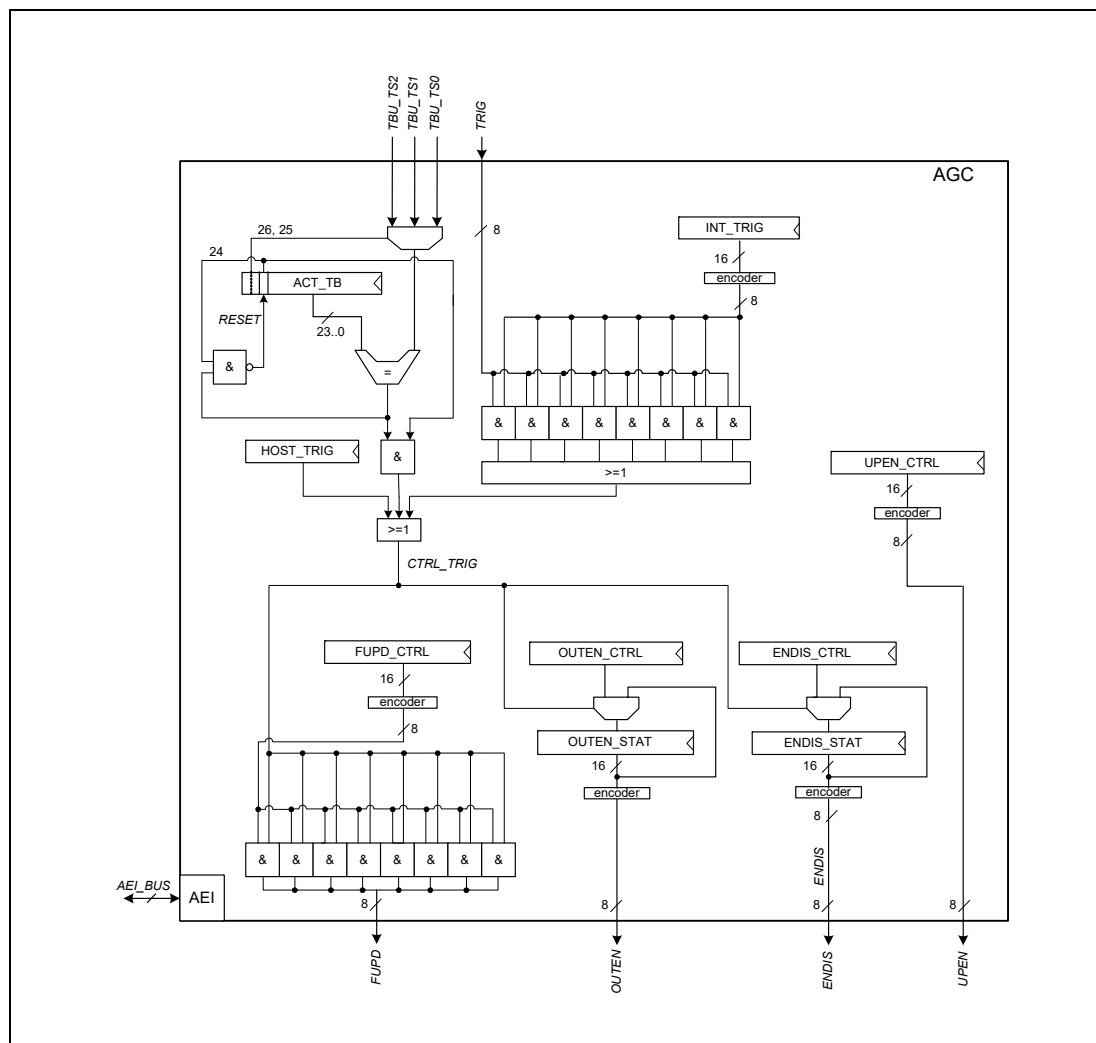 TBU_TS2
TBU_TS1
TBU_TS0
TRIG
AGC
26, 25
8
INT_TRIG
24
16
encoder
ACT_TB
8
RESET
23..0
&
=
& & & & & & & &
HOST_TRIG
&
>=1
UPEN_CTRL
16
encoder
>=1
8
CTRL_TRIG
FUPD_CTRL
OUTEN_CTRL
ENDIS_CTRL
16
encoder
8
OUTEN_STAT
ENDIS_STAT
16
16
encoder
encoder
8
& & & & & & & &
ENDIS
AEI_BUS
AEI
8
8
8
8
FUPD
OUTEN
ENDIS
UPEN